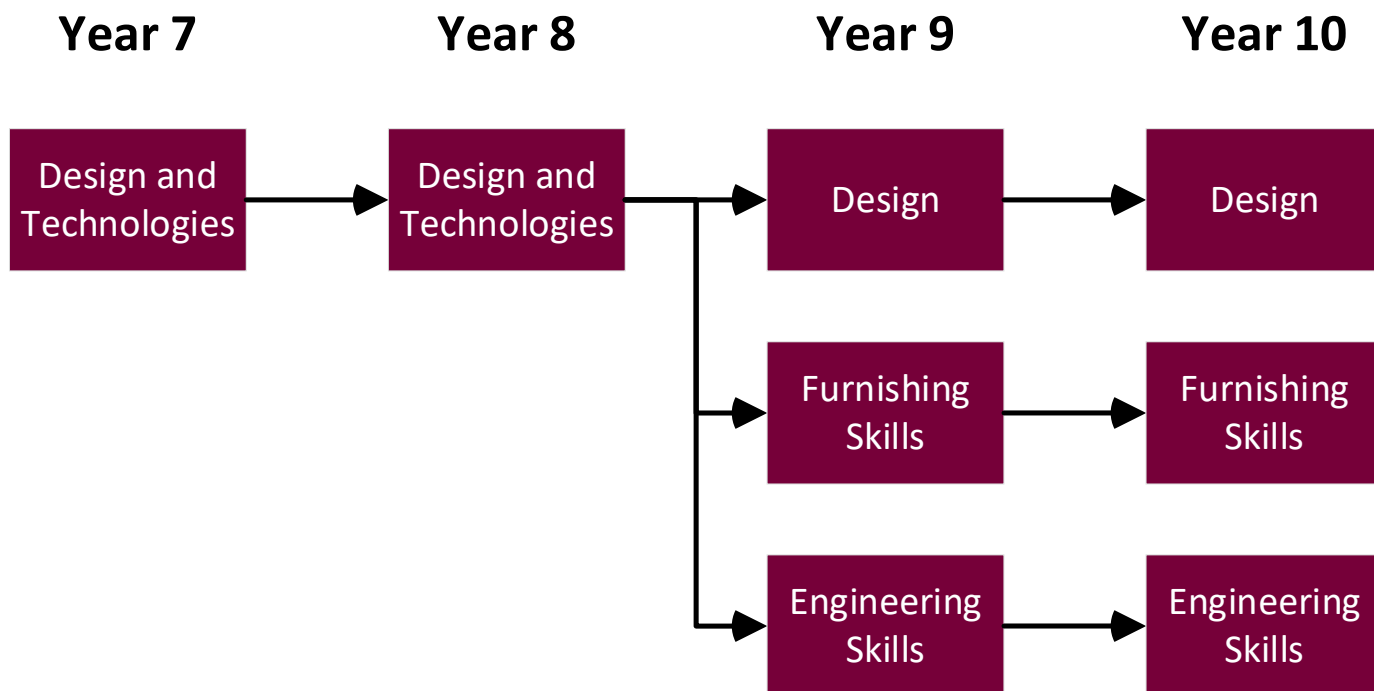 Year 7 Year 8 Year 9 Year 10
Design and
Technologies
Design and
Technologies
Design
Design
Furnishing
Skills
Furnishing
Skills
Engineering
Skills
Engineering
Skills